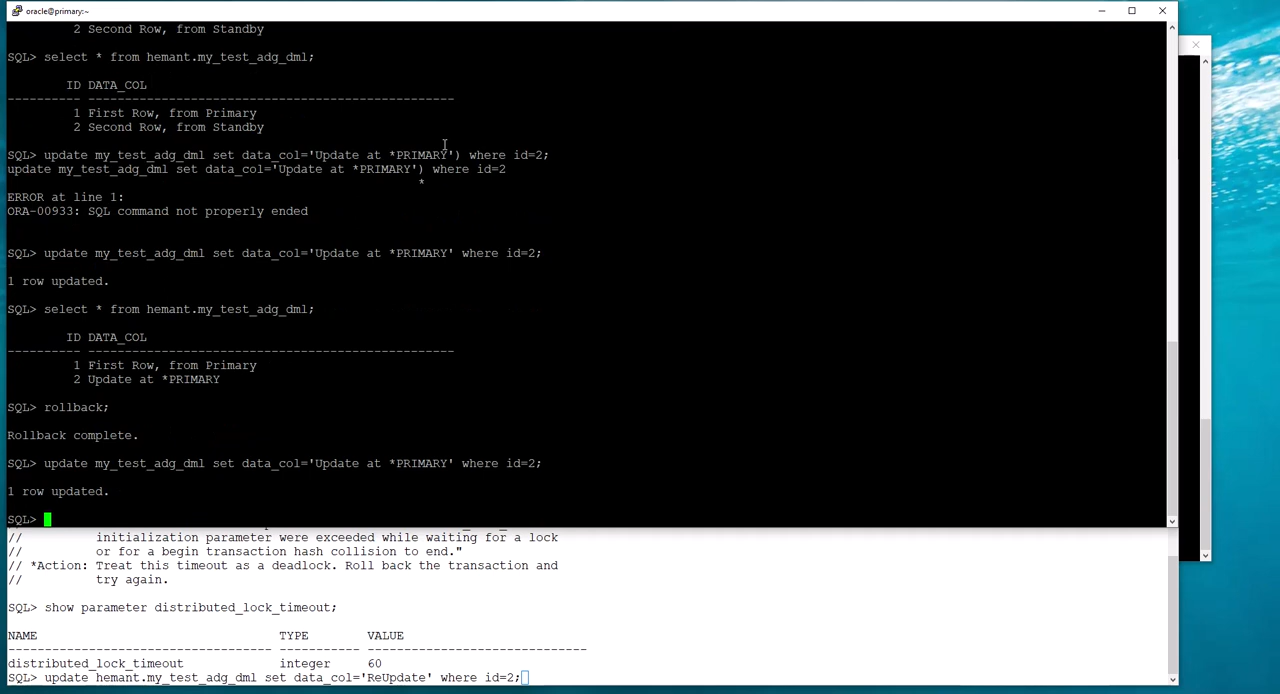 oracle@primary:~
2 Second Row, from Standby
SQL> select * from hemant.my_test_adg_dml;
ID DATA_COL
---------- --------------------------------------------------
1 First Row, from Primary
2 Second Row, from Standby
SQL> update my_test_adg_dml set data_col='Update at *PRIMARY') where id=2;
update my_test_adg_dml set data_col='Update at *PRIMARY') where id=2
*
ERROR at line 1:
ORA-00933: SQL command not properly ended
SQL> update my_test_adg_dml set data_col='Update at *PRIMARY' where id=2;
1 row updated.
SQL> select * from hemant.my_test_adg_dml;
ID DATA_COL
---------- --------------------------------------------------
1 First Row, from Primary
2 Update at *PRIMARY
SQL> rollback;
Rollback complete.
SQL> update my_test_adg_dml set data_col='Update at *PRIMARY' where id=2;
1 row updated.
SQL>
// initialization parameter were exceeded while waiting for a lock
// or for a begin transaction hash collision to end."
// *Action: Treat this timeout as a deadlock. Roll back the transaction and
// try again.
SQL> show parameter distributed_lock_timeout;
NAME TYPE VALUE
------------------------------------ ----------- ------------------------------
distributed_lock_timeout integer 60
SQL> update hemant.my_test_adg_dml set data_col='ReUpdate' where id=2;